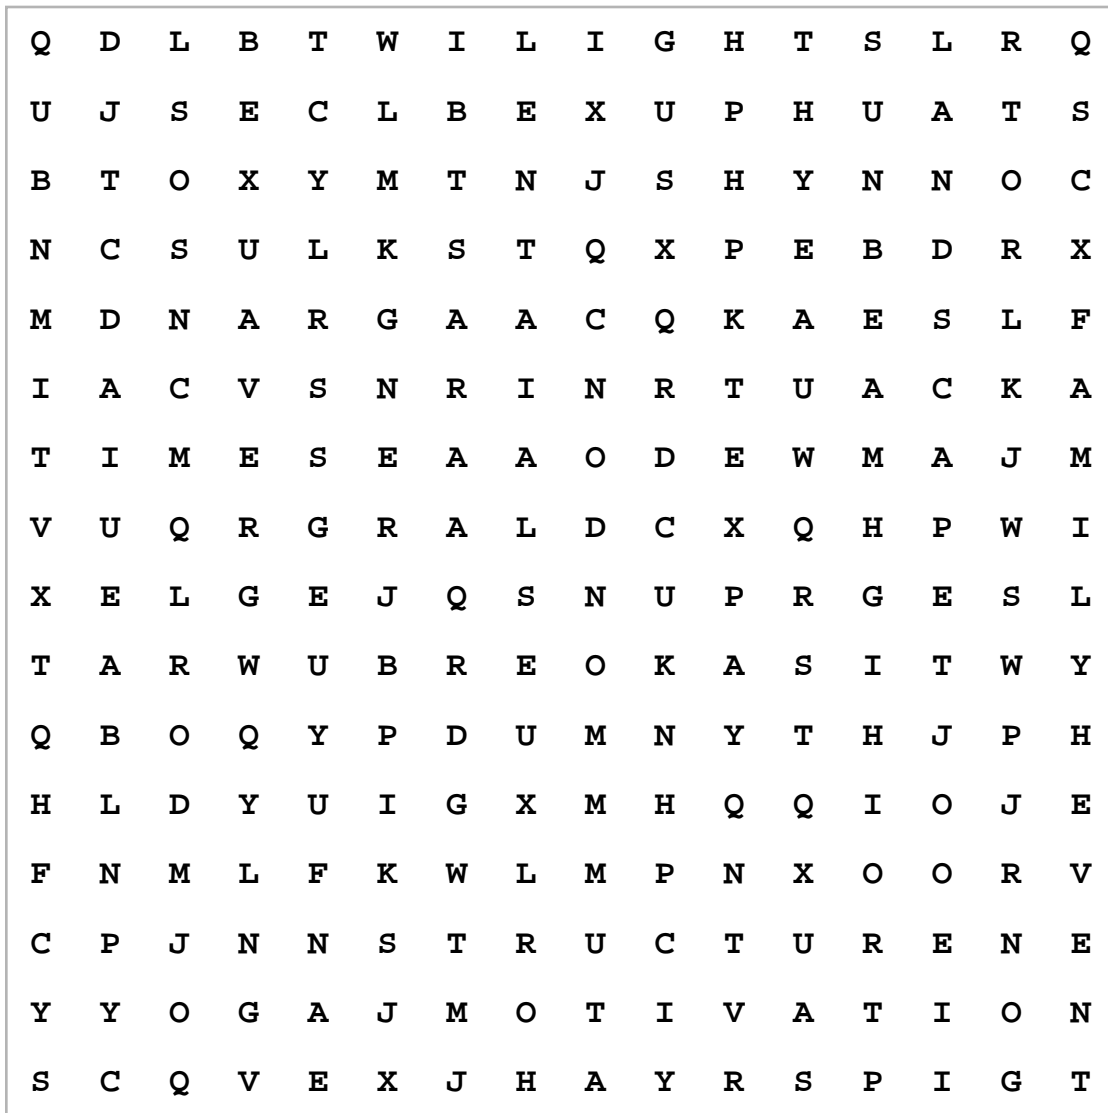 Q D L B T W I L I G H T S L R Q
U J S E C L B E X U P H U A T S
B T O X Y M T N J S H Y N N O C
N C S U L K S T Q X P E B D R X
M D N A R G A A C Q K A E S L F
I A C V S N R I N R T U A C K A
T I M E S E A A O D E W M A J M
V U Q R G R A L D C X Q H P W I
X E L G E J Q S N U P R G E S L
T A R W U B R E O K A S I T W Y
Q B O Q Y P D U M N Y T H J P H
H L D Y U I G X M H Q Q I O J E
F N M L F K W L M P N X O O R V
C P J N N S T R U C T U R E N E
Y Y O G A J M O T I V A T I O N
S C Q V E X J H A Y R S P I G T